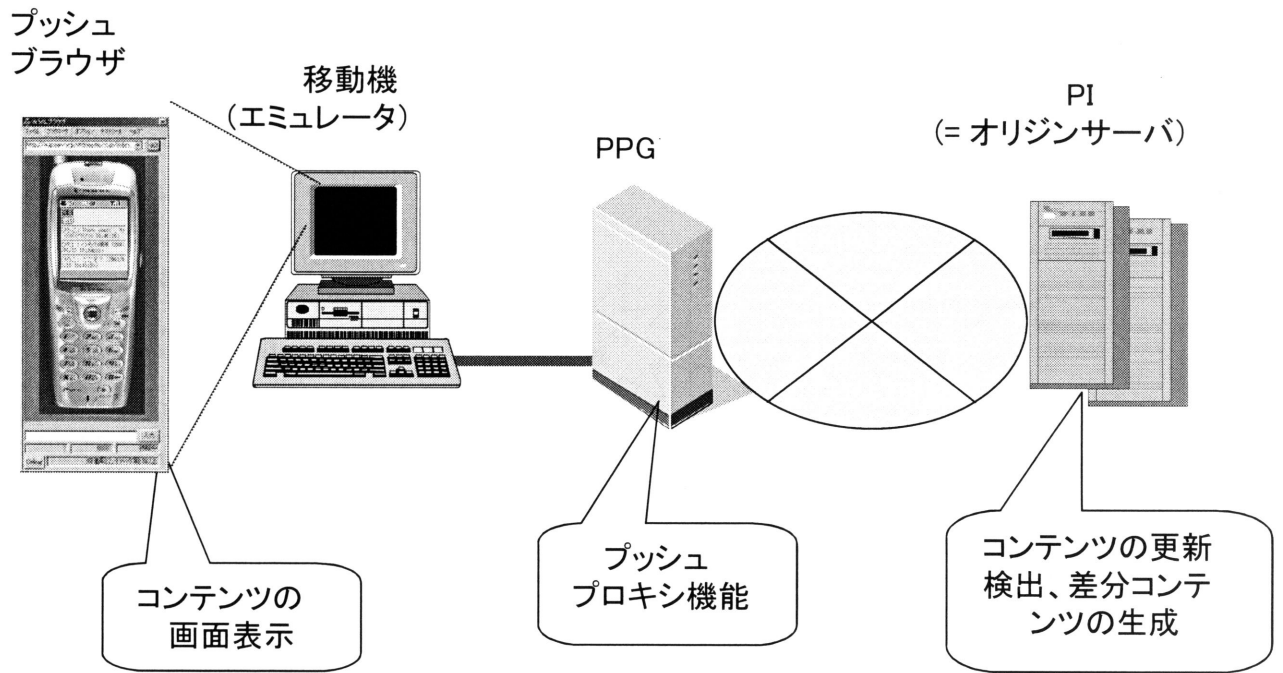 プッシュ
ブラウザ
移動機
(エミュレータ)
PPG
PI
(= オリジンサーバ)
コンテンツの
画面表示
プッシュ
プロキシ機能
コンテンツの更新
検出、差分コンテ
ンツの生成